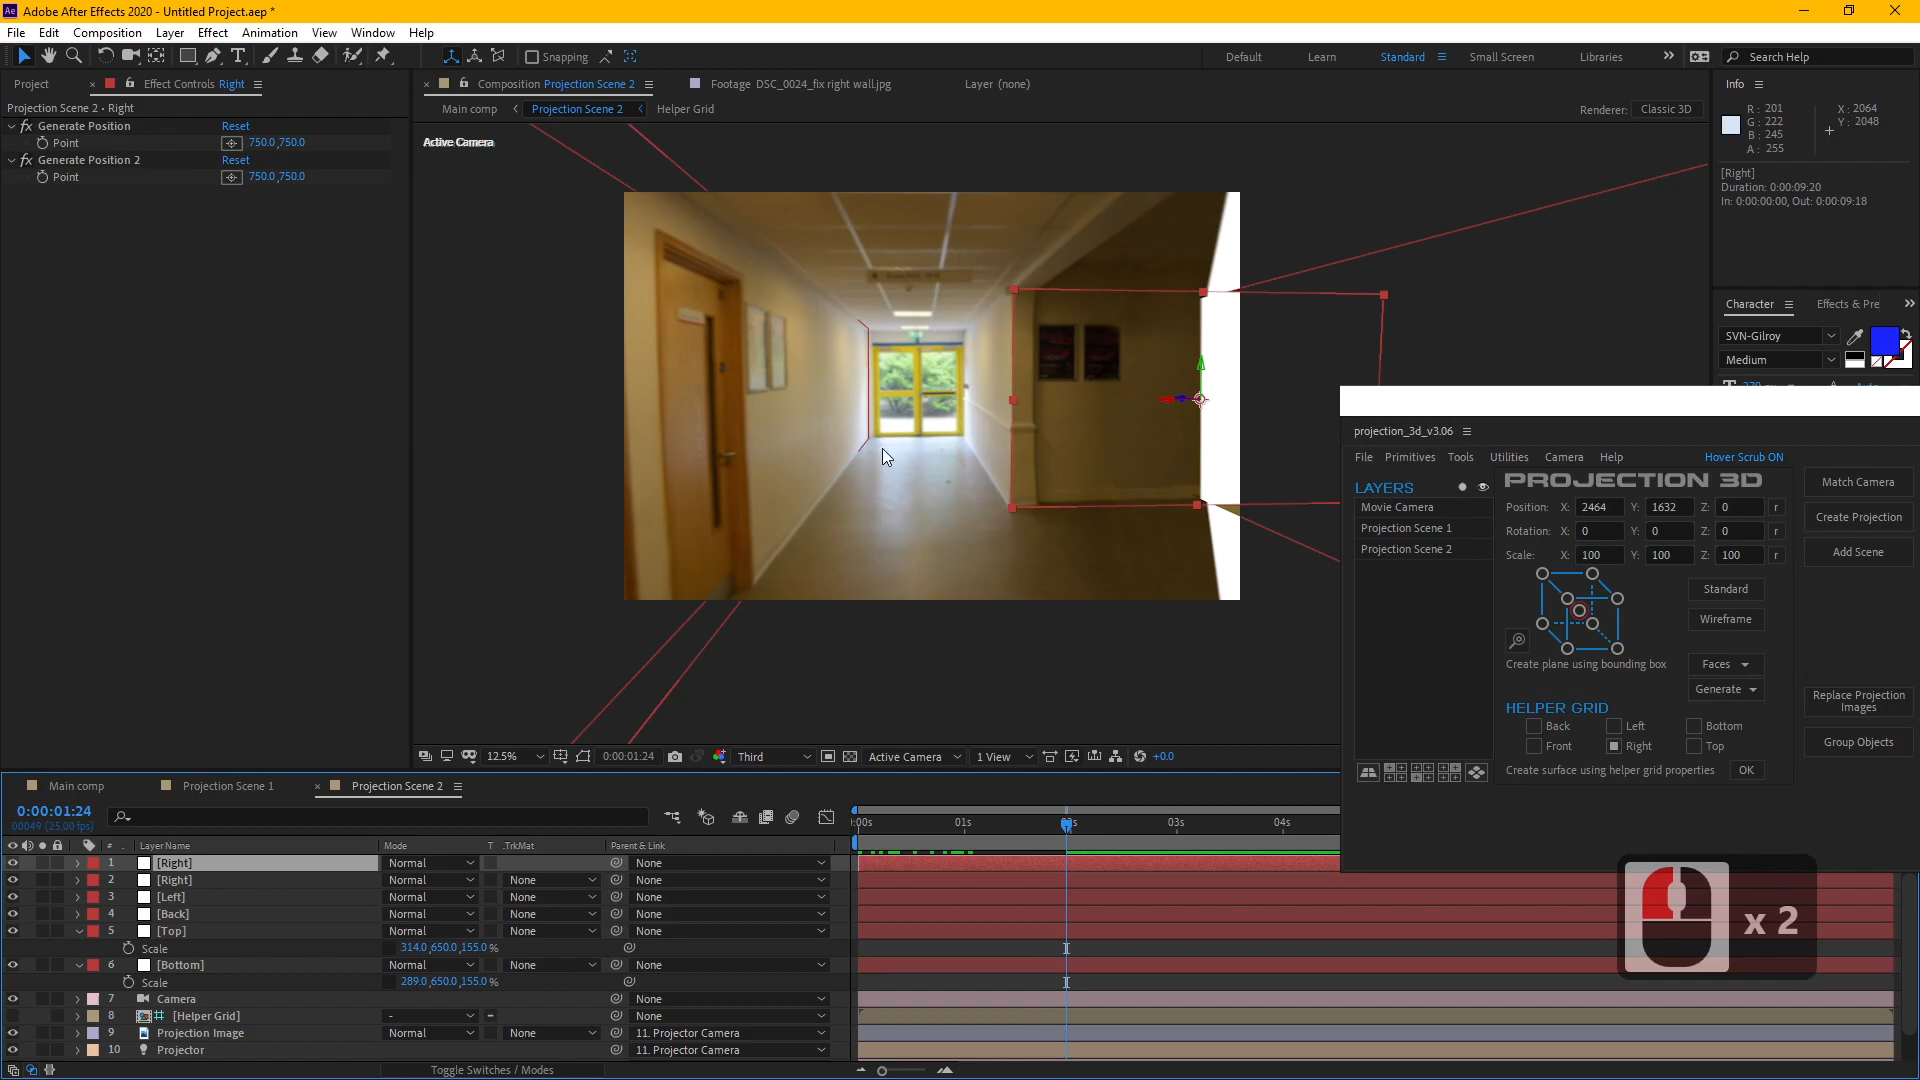 Ae Adobe After Effects 2020 - Untitled Project.aep *
File Edit Composition Layer Effect Animation View Window Help
Snapping
Default Learn Standard Small Screen Libraries Search Help
Project Effect Controls Right
Composition Projection Scene 2 Footage DSC_0024_fix right wall.jpg Layer (none)
Info
Projection Scene 2 • Right
Main comp Projection Scene 2 Helper Grid
Renderer: Classic 3D
fx Generate Position Reset
Point 750.0,750.0
fx Generate Position 2 Reset
Point 750.0,750.0
Active Camera
R: 201 X: 2064
G: 222 Y: 2048
B: 245
A: 255
[Right]
Duration: 0:00:09:20
In: 0:00:00:00, Out: 0:00:09:18
Character Effects & Pre
SVN-Gilroy
Medium
projection_3d_v3.06
File Primitives Tools Utilities Camera Help Hover Scrub ON
LAYERS
Movie Camera
Projection Scene 1
Projection Scene 2
PROJECTION 3D
Position: X: 2464 Y: 1632 Z: 0 r
Rotation: X: 0 Y: 0 Z: 0 r
Scale: X: 100 Y: 100 Z: 100 r
Standard
Wireframe
Create plane using bounding box
Faces
Generate
HELPER GRID
Back Left Bottom
Front Right Top
Create surface using helper grid properties OK
Match Camera
Create Projection
Add Scene
Replace Projection
Images
Group Objects
12.5% 0:00:01:24 Third Active Camera 1 View +0.0
Main comp Projection Scene 1 Projection Scene 2
0:00:01:24
00049 (25.00 fps)
:00s 01s 03s 04s
# Layer Name Mode T .TrkMat Parent & Link
1 [Right] Normal None
2 [Right] Normal None None
3 [Left] Normal None None
4 [Back] Normal None None
5 [Top] Normal None None
Scale 314.0,650.0,155.0%
6 [Bottom] Normal None None
Scale 289.0,650.0,155.0%
7 Camera None
8 [Helper Grid] - None
9 Projection Image Normal None 11. Projector Camera
10 Projector 11. Projector Camera
Toggle Switches / Modes
x 2